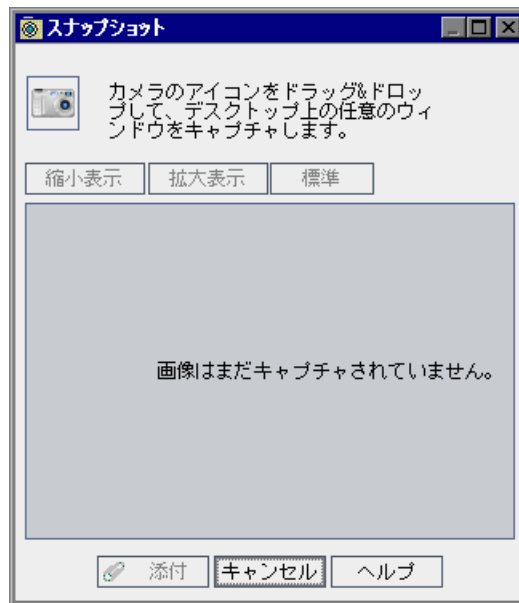 スナップショット
カメラのアイコンをドラッグ&ドロッ
プして、デスクトップ上の任意のウィ
ンドウをキャプチャします。
縮小表示 拡大表示 標準
画像はまだキャプチャされていません。
添付 キャンセル ヘルプ